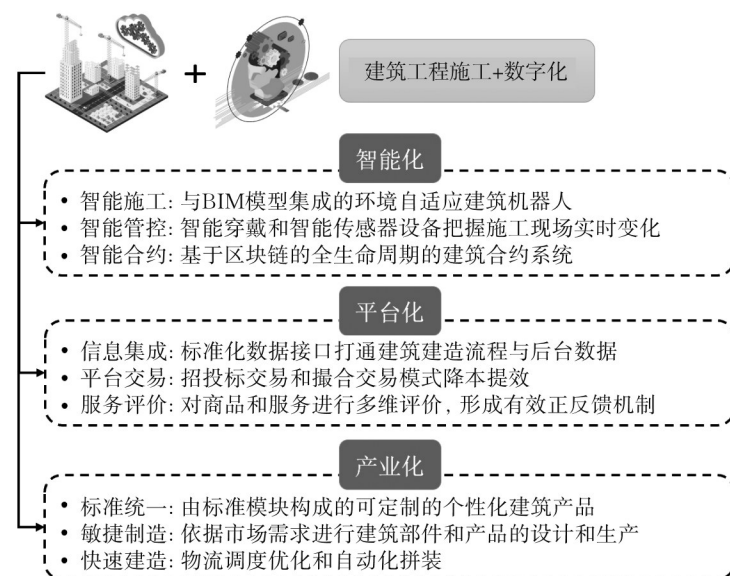 建筑工程施工+数字化
智能化
• 智能施工: 与BIM模型集成的环境自适应建筑机器人
• 智能管控: 智能穿戴和智能传感器设备把握施工现场实时变化
• 智能合约: 基于区块链的全生命周期的建筑合约系统
平台化
• 信息集成: 标准化数据接口打通建筑建造流程与后台数据
• 平台交易: 招投标交易和撮合交易模式降本提效
• 服务评价: 对商品和服务进行多维评价, 形成有效正反馈机制
产业化
• 标准统一: 由标准模块构成的可定制的个性化建筑产品
• 敏捷制造: 依据市场需求进行建筑部件和产品的设计和生产
• 快速建造: 物流调度优化和自动化拼装